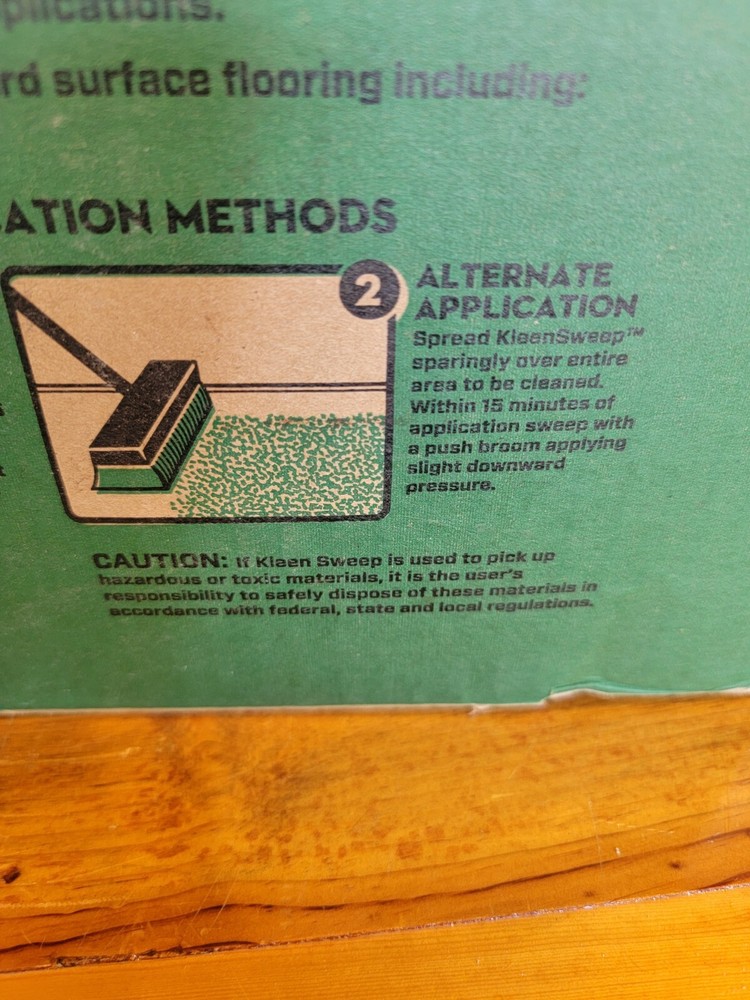 plications.
rd surface flooring including:
ATION METHODS
2
ALTERNATE
APPLICATION
Spread KleenSweep™
sparingly over entire
area to be cleaned.
Within 15 minutes of
application sweep with
a push broom applying
slight downward
pressure.
CAUTION: If Kleen Sweep is used to pick up
hazardous or toxic materials, it is the user's
responsibility to safely dispose of these materials in
accordance with federal, state and local regulations.